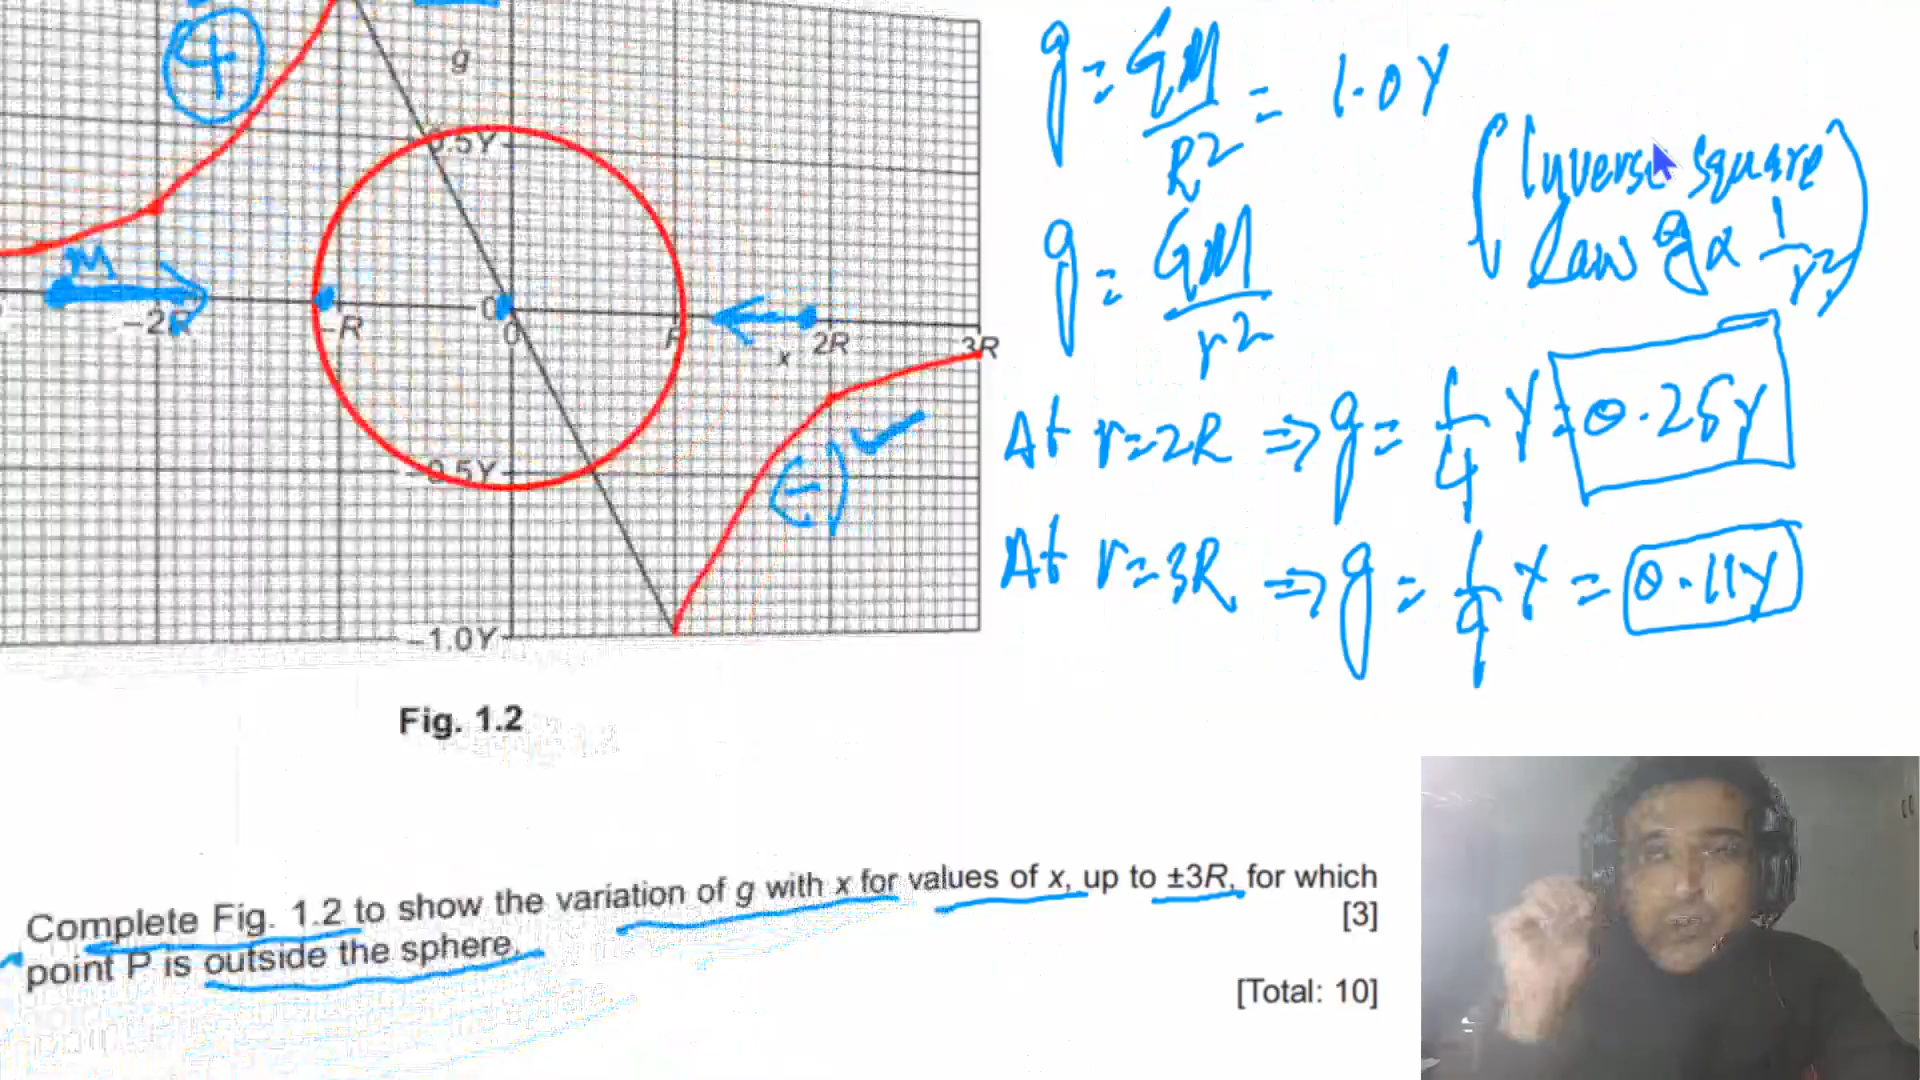 g
0.5Y
0
−2R
−R
0
R
x
2R
3R
−0.5Y
−1.0Y
+
M
(−)
g = GM/R² = 1.0Y
(Inverse square
law g α 1/r²)
g = GM/r²
At r=2R ⇒ g = 1/4 Y = 0.25Y
At r=3R ⇒ g = 1/9 Y = 0.11Y
Fig. 1.2
Complete Fig. 1.2 to show the variation of g with x for values of x, up to ±3R, for which
point P is outside the sphere.
[3]
[Total: 10]